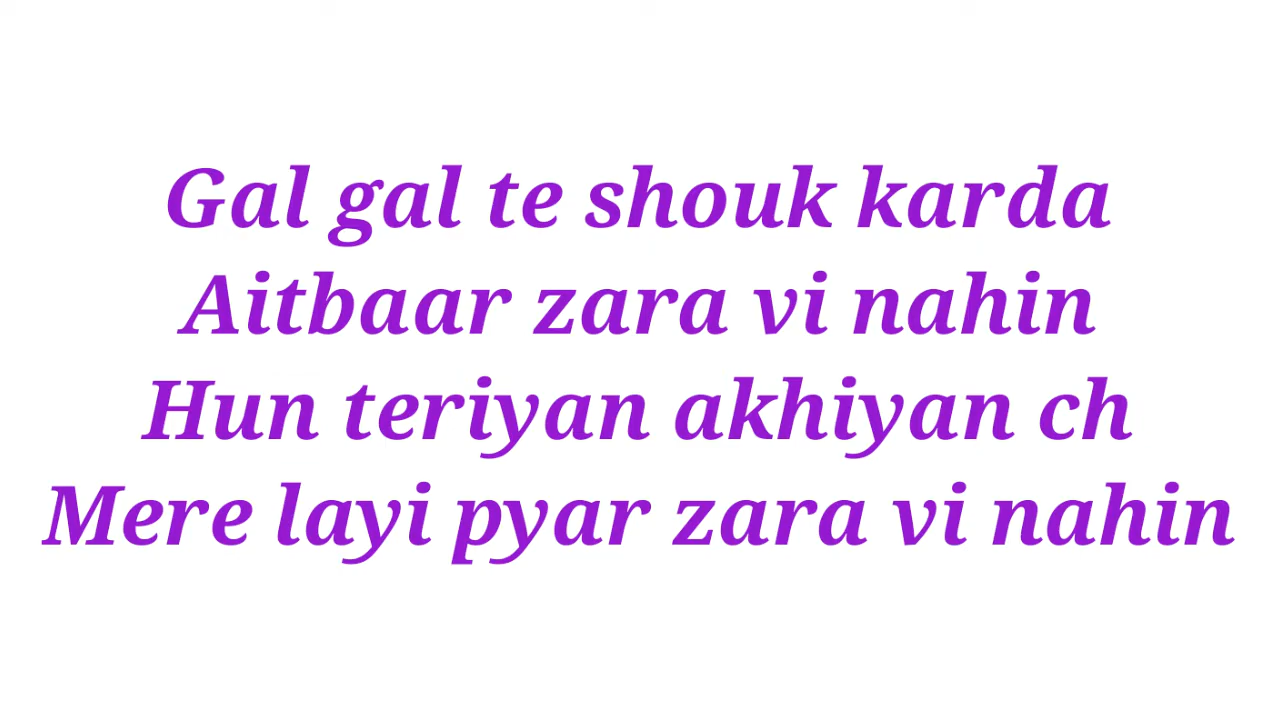 Gal gal te shouk karda
Aitbaar zara vi nahin
Hun teriyan akhiyan ch
Mere layi pyar zara vi nahin